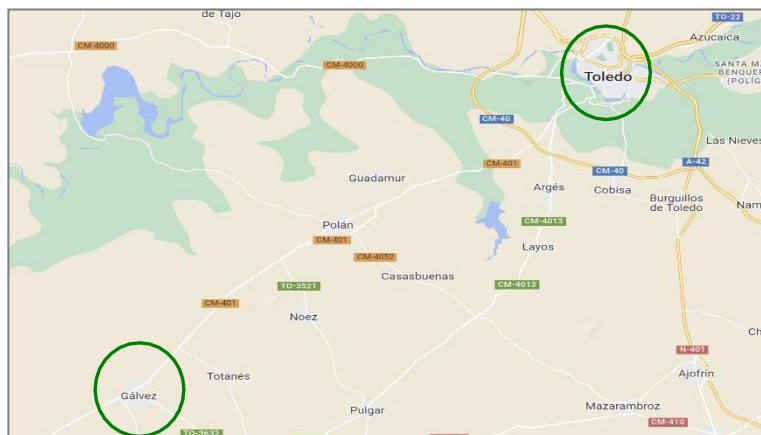 de Tajo
TO-22
Azucaica
CM-4000
CM-4000
SANTA MA
BENQUER
(POLÍG
Toledo
CM-40
Las Nieves
CM-401
A-42
CM-40
Guadamur
Argés
Cobisa
Burguillos
de Toledo
Nam
Polán
CM-4013
CM-401
Layos
CM-4052
Casasbuenas
TO-3521
CM-4013
CM-401
Noez
Ch
N-401
Totanés
Ajofrín
Gálvez
Pulgar
Mazarambroz
CM-410
TO-3632